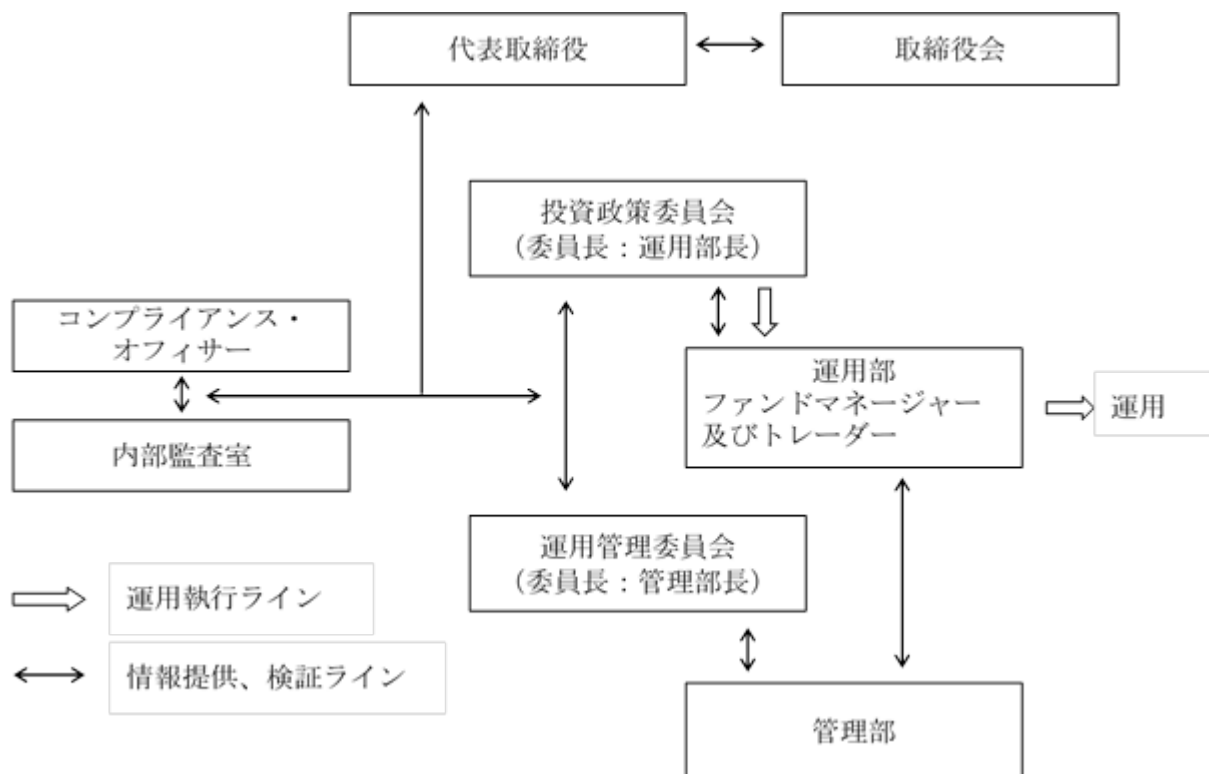 代表取締役
取締役会
投資政策委員会
（委員長：運用部長）
コンプライアンス・
オフィサー
運用部
ファンドマネージャー
及びトレーダー
運用
内部監査室
運用管理委員会
（委員長：管理部長）
運用執行ライン
情報提供、検証ライン
管理部